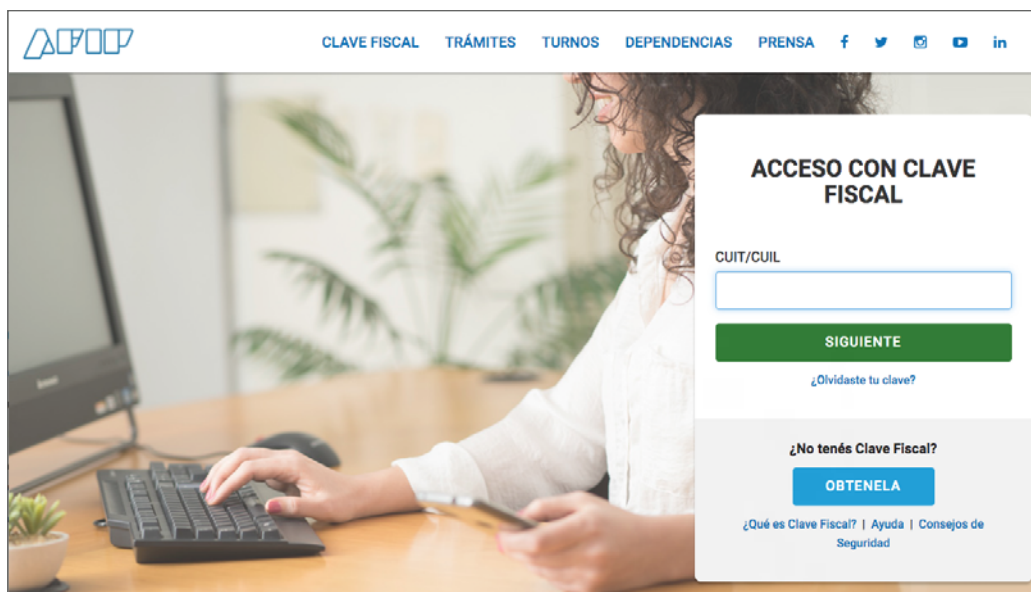 AFIP
CLAVE FISCAL TRÁMITES TURNOS DEPENDENCIAS PRENSA
ACCESO CON CLAVE
FISCAL
CUIT/CUIL
SIGUIENTE
¿Olvidaste tu clave?
¿No tenés Clave Fiscal?
OBTENELA
¿Qué es Clave Fiscal? | Ayuda | Consejos de
Seguridad